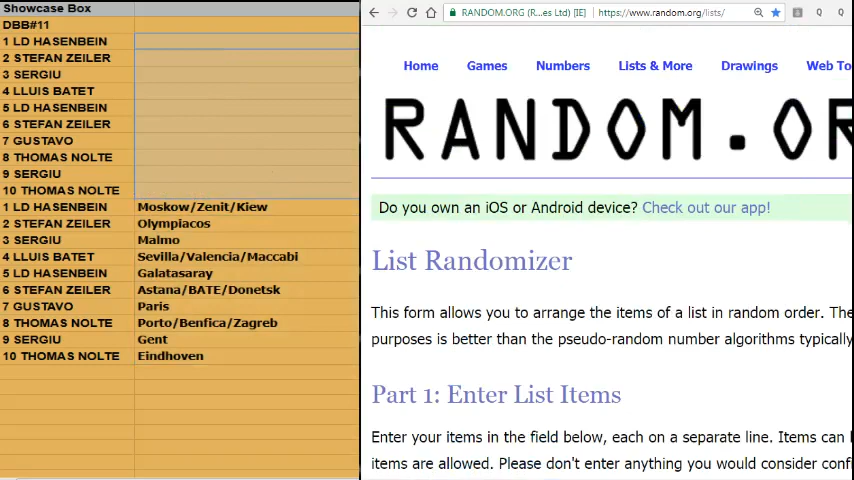 Showcase Box
DBB#11
1 LD HASENBEIN
2 STEFAN ZEILER
3 SERGIU
4 LLUIS BATET
5 LD HASENBEIN
6 STEFAN ZEILER
7 GUSTAVO
8 THOMAS NOLTE
9 SERGIU
10 THOMAS NOLTE
1 LD HASENBEIN Moskow/Zenit/Kiew
2 STEFAN ZEILER Olympiacos
3 SERGIU Malmo
4 LLUIS BATET Sevilla/Valencia/Maccabi
5 LD HASENBEIN Galatasaray
6 STEFAN ZEILER Astana/BATE/Donetsk
7 GUSTAVO Paris
8 THOMAS NOLTE Porto/Benfica/Zagreb
9 SERGIU Gent
10 THOMAS NOLTE Eindhoven
RANDOM.ORG (R...es Ltd) [IE] https://www.random.org/lists/
Home Games Numbers Lists & More Drawings Web To
RANDOM.OR
Do you own an iOS or Android device? Check out our app!
List Randomizer
This form allows you to arrange the items of a list in random order. The
purposes is better than the pseudo-random number algorithms typically
Part 1: Enter List Items
Enter your items in the field below, each on a separate line. Items can
items are allowed. Please don't enter anything you would consider confi